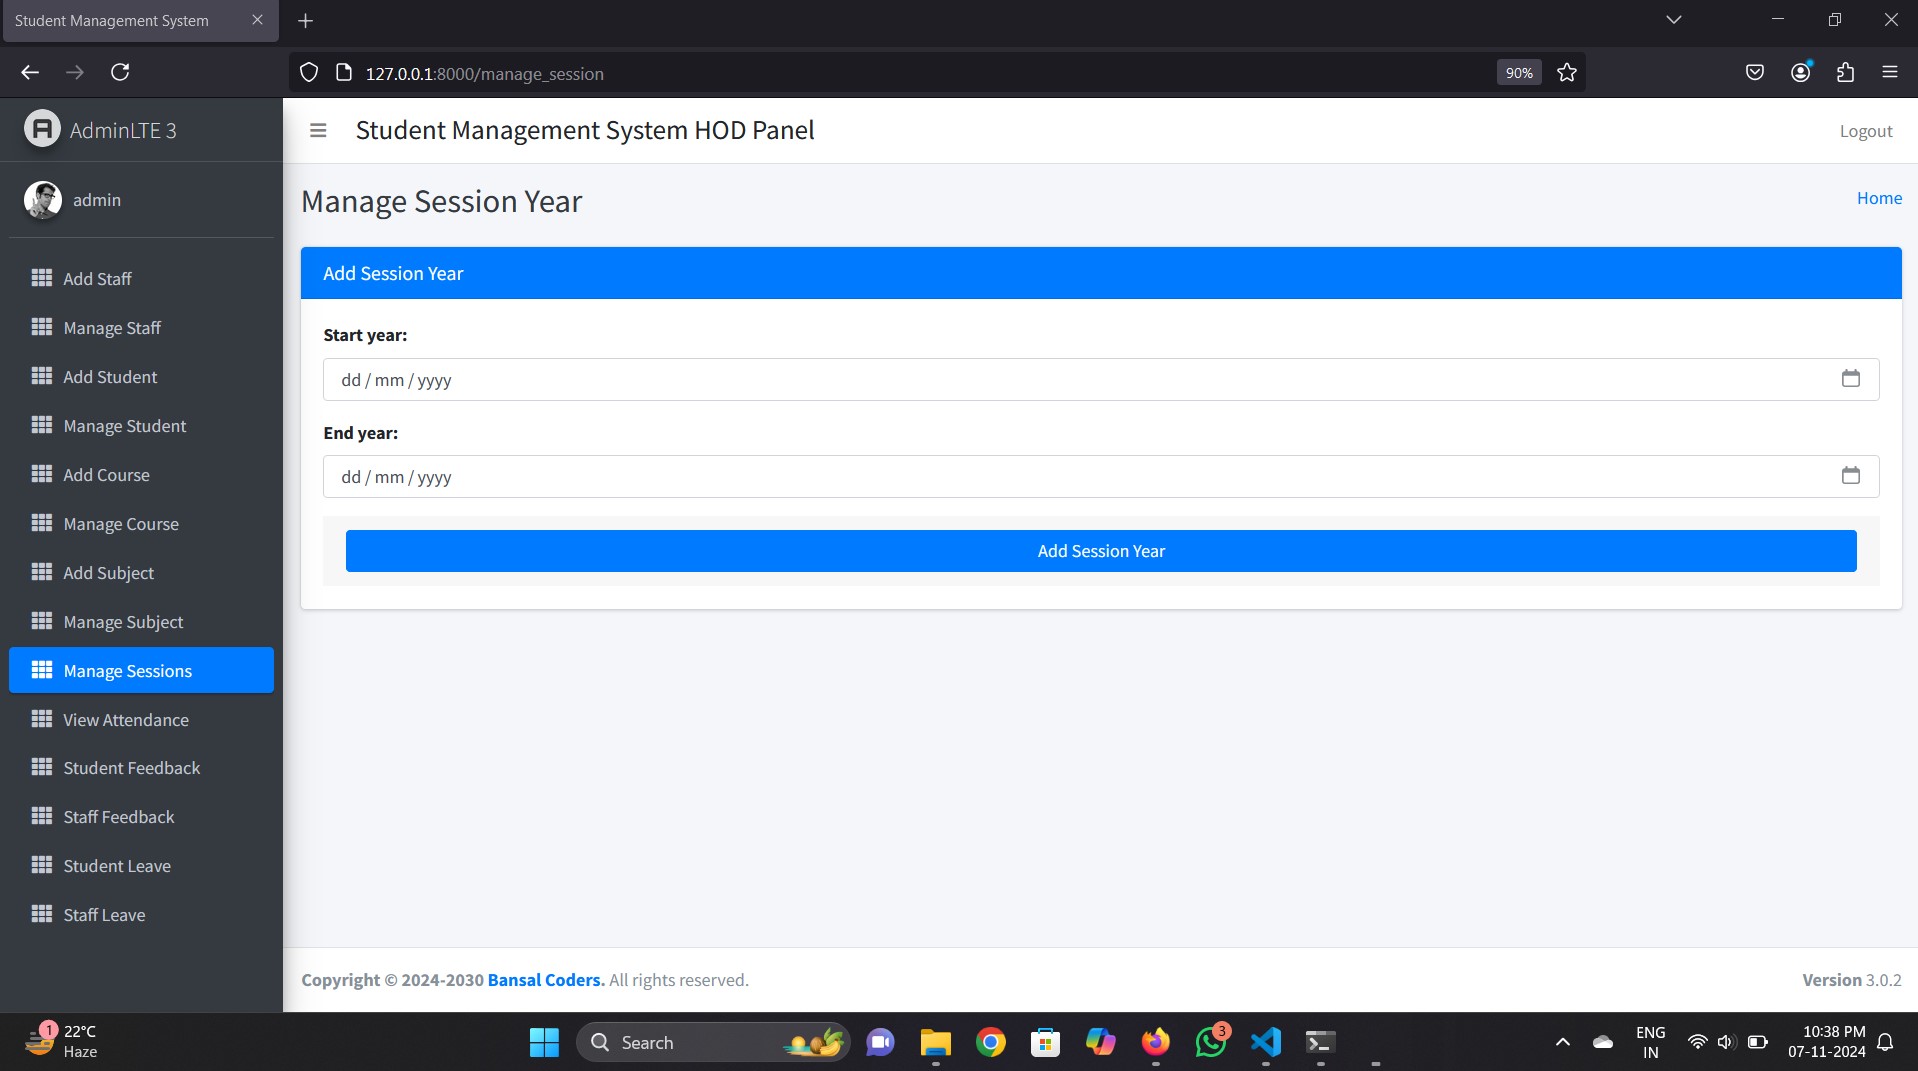 Student Management System
127.0.0.1:8000/manage_session
90%
AdminLTE 3
Student Management System HOD Panel
Logout
admin
Manage Session Year
Home
Add Staff
Manage Staff
Add Student
Manage Student
Add Course
Manage Course
Add Subject
Manage Subject
Manage Sessions
View Attendance
Student Feedback
Staff Feedback
Student Leave
Staff Leave
Add Session Year
Start year:
dd / mm / yyyy
End year:
dd / mm / yyyy
Add Session Year
Copyright © 2024-2030 Bansal Coders. All rights reserved.
Version 3.0.2
1
22°C
Haze
Search
3
ENG
IN
10:38 PM
07-11-2024